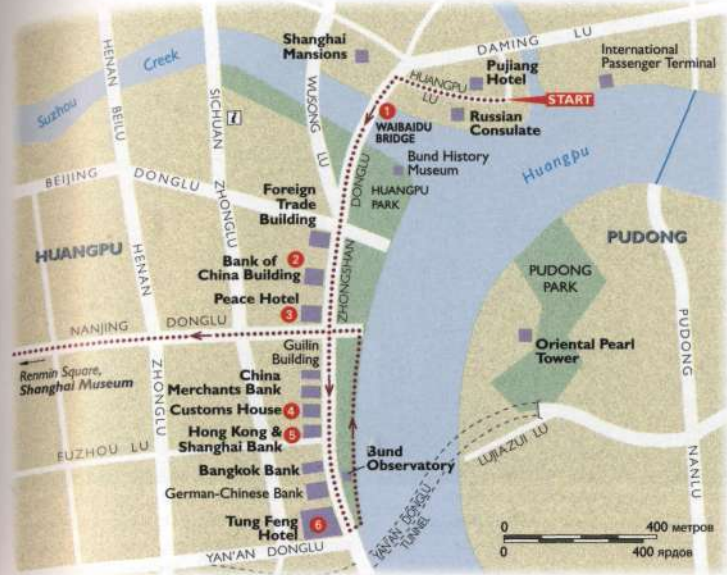 Shanghai
Mansions
DAMING LU
International
Passenger Terminal
Pujiang
Hotel
HUANGPU
LU
START
Russian
Consulate
Suzhou Creek
HENAN BEILU
SICHUAN
WUSONG LU
i
1
WAIBAIDU
BRIDGE
Bund History
Museum
HUANGPU
PARK
Huangpu
BEIJING DONGLU
ZHONGLU
DONGLU
ZHONGSHAN
Foreign
Trade
Building
HUANGPU
HENAN
ZHONGLU
2
Bank of
China Building
Peace Hotel
3
NANJING DONGLU
Renmin Square,
Shanghai Museum
Guilin
Building
China
Merchants Bank
Customs House
4
Hong Kong &
Shanghai Bank
5
FUZHOU LU
Bund
Observatory
Bangkok Bank
German-Chinese Bank
Tung Feng
Hotel
6
YAN'AN DONGLU
YAN'AN DONGLU
TUNNEL
PUDONG
PUDONG
PARK
Oriental Pearl
Tower
PUDONG
NANLU
LUJIAZUI LU
0 400 метров
0 400 ярдов